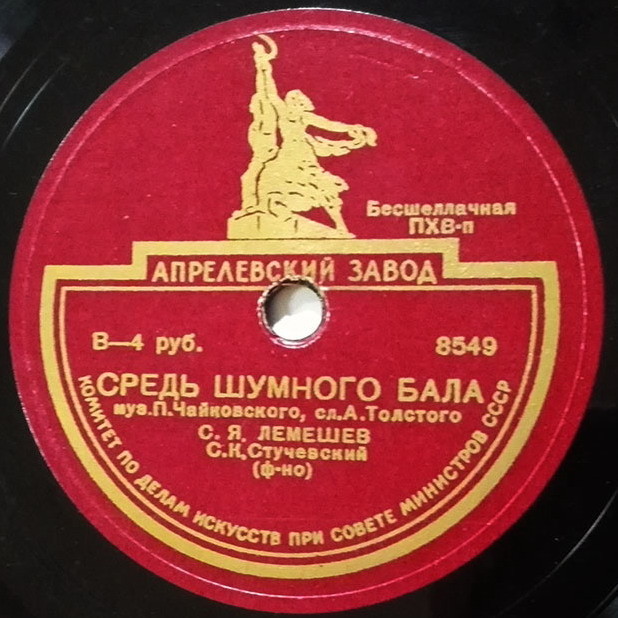 Бесшеллачная
ПХВ-п
АПРЕЛЕВСКИЙ ЗАВОД
В—4 руб.
8549
СРЕДЬ ШУМНОГО БАЛА
муз.П.Чайковского, сл.А.Толстого
С. Я. ЛЕМЕШЕВ
С.К.Стучевский
(ф-но)
КОМИТЕТ ПО ДЕЛАМ ИСКУССТВ ПРИ СОВЕТЕ МИНИСТРОВ СССР